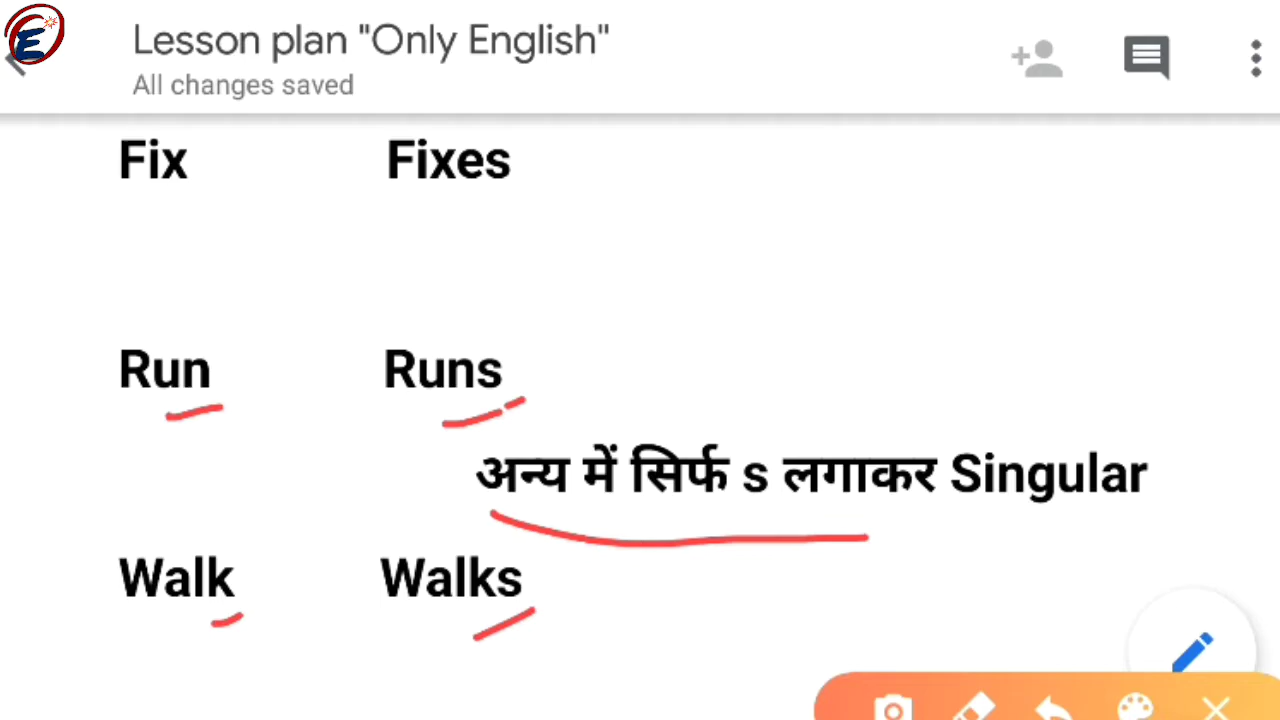 E
Lesson plan "Only English"
All changes saved
Fix Fixes
Run Runs
अन्य में सिर्फ s लगाकर Singular
Walk Walks